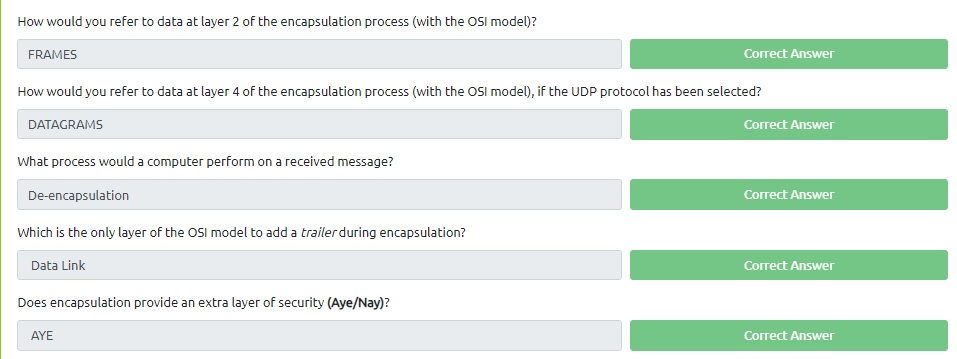 How would you refer to data at layer 2 of the encapsulation process (with the OSI model)?
FRAMES
Correct Answer
How would you refer to data at layer 4 of the encapsulation process (with the OSI model), if the UDP protocol has been selected?
DATAGRAMS
Correct Answer
What process would a computer perform on a received message?
De-encapsulation
Correct Answer
Which is the only layer of the OSI model to add a trailer during encapsulation?
Data Link
Correct Answer
Does encapsulation provide an extra layer of security (Aye/Nay)?
AYE
Correct Answer